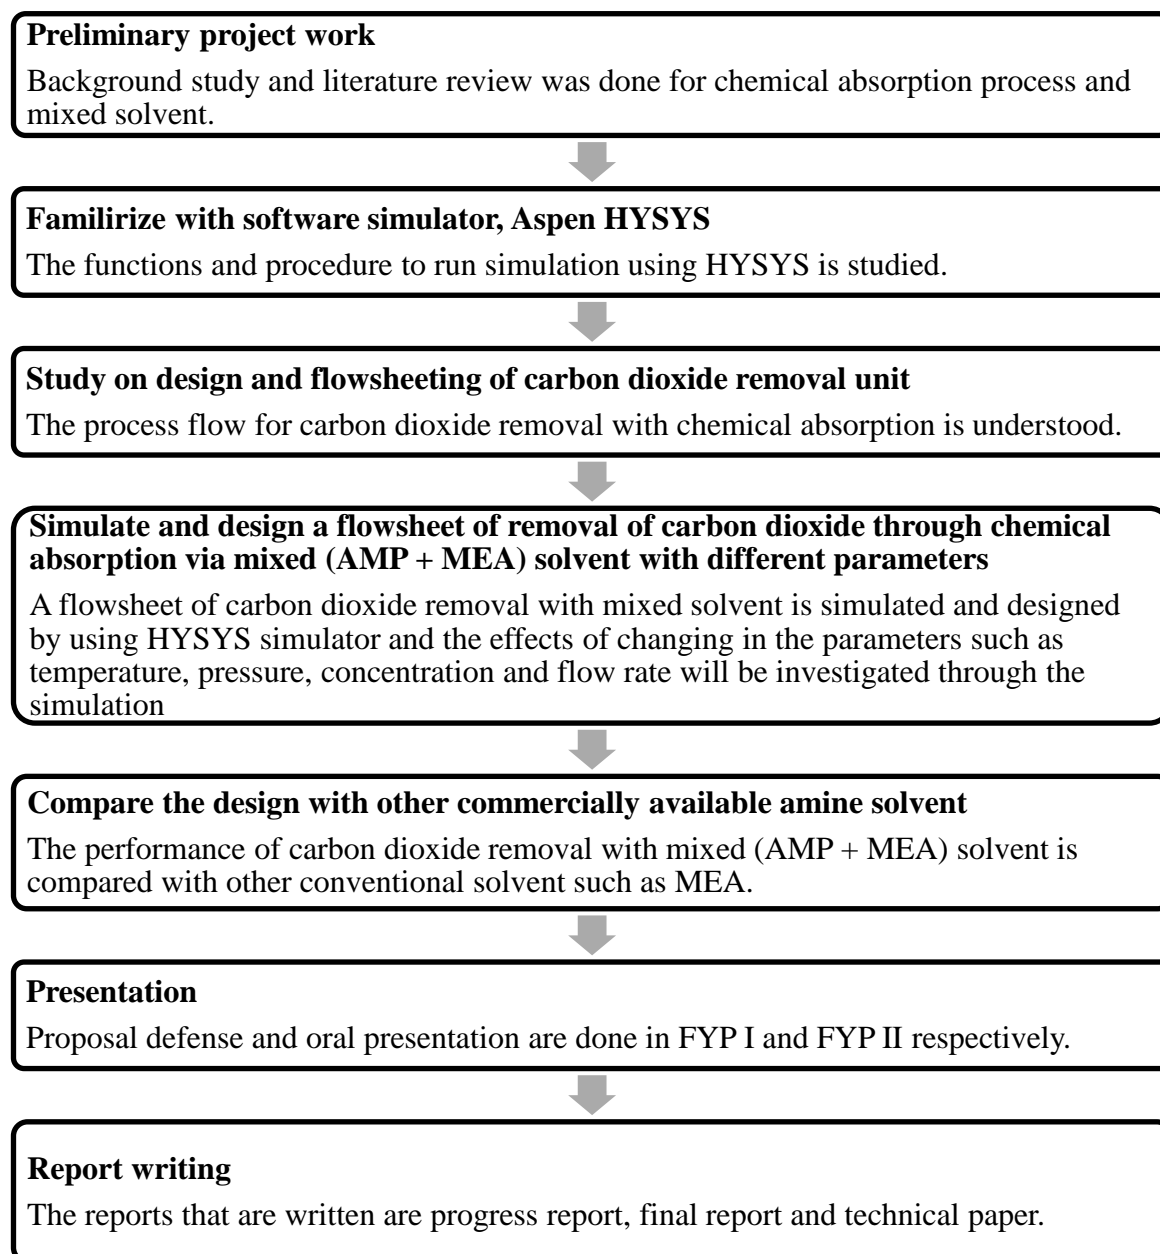 Preliminary project work
Background study and literature review was done for chemical absorption process and
mixed solvent.
Familirize with software simulator, Aspen HYSYS
The functions and procedure to run simulation using HYSYS is studied.
Study on design and flowsheeting of carbon dioxide removal unit
The process flow for carbon dioxide removal with chemical absorption is understood.
Simulate and design a flowsheet of removal of carbon dioxide through chemical
absorption via mixed (AMP + MEA) solvent with different parameters
A flowsheet of carbon dioxide removal with mixed solvent is simulated and designed
by using HYSYS simulator and the effects of changing in the parameters such as
temperature, pressure, concentration and flow rate will be investigated through the
simulation
Compare the design with other commercially available amine solvent
The performance of carbon dioxide removal with mixed (AMP + MEA) solvent is
compared with other conventional solvent such as MEA.
Presentation
Proposal defense and oral presentation are done in FYP I and FYP II respectively.
Report writing
The reports that are written are progress report, final report and technical paper.